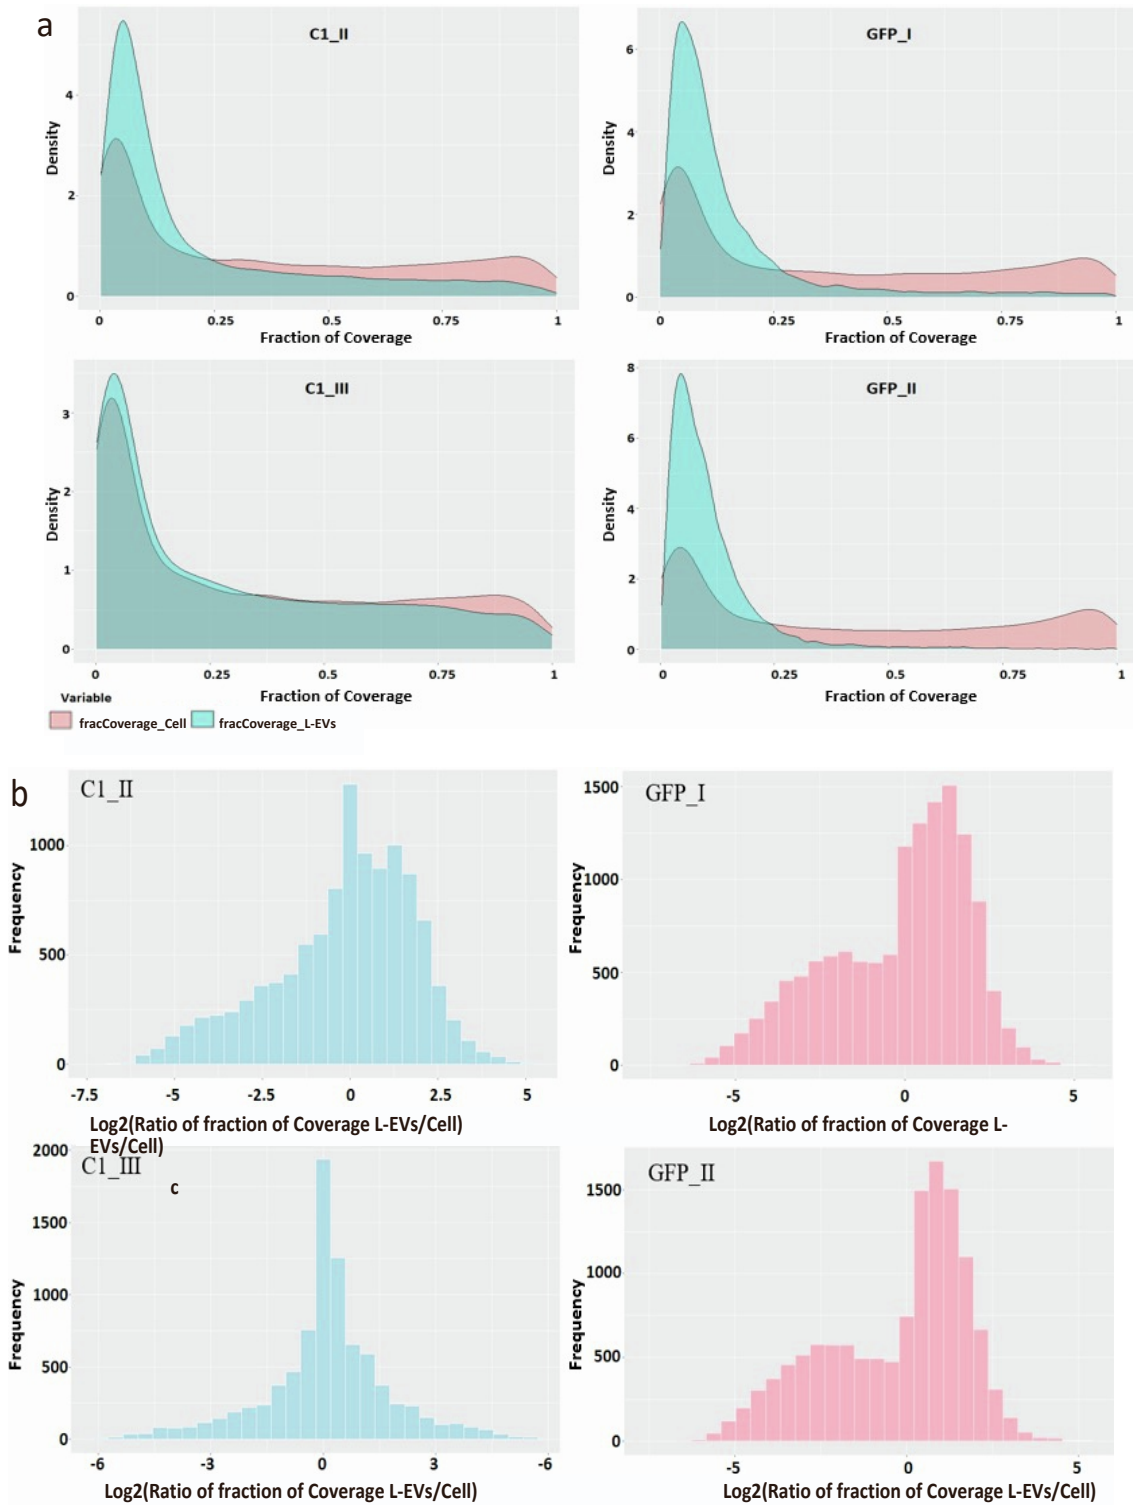 a
C1_II
Density
4
2
0
0
0.25
0.5
0.75
1
Fraction of Coverage
GFP_I
Density
6
4
2
0
0
0.25
0.5
0.75
1
Fraction of Coverage
C1_III
Density
3
2
1
0
0
0.25
0.5
0.75
1
Fraction of Coverage
GFP_II
Density
8
6
4
2
0
0
0.25
0.5
0.75
1
Fraction of Coverage
Variable
fracCoverage_Cell
fracCoverage_L-EVs
b
C1_II
Frequency
1000
500
0
-7.5
-5
-2.5
0
2.5
5
Log2(Ratio of fraction of Coverage L-EVs/Cell)
EVs/Cell)
GFP_I
Frequency
1500
1000
500
0
-5
0
5
Log2(Ratio of fraction of Coverage L-
C1_III
c
Frequency
2000
1500
1000
500
0
-6
-3
0
3
-6
Log2(Ratio of fraction of Coverage L-EVs/Cell)
GFP_II
Frequency
1500
1000
500
0
-5
0
5
Log2(Ratio of fraction of Coverage L-EVs/Cell)